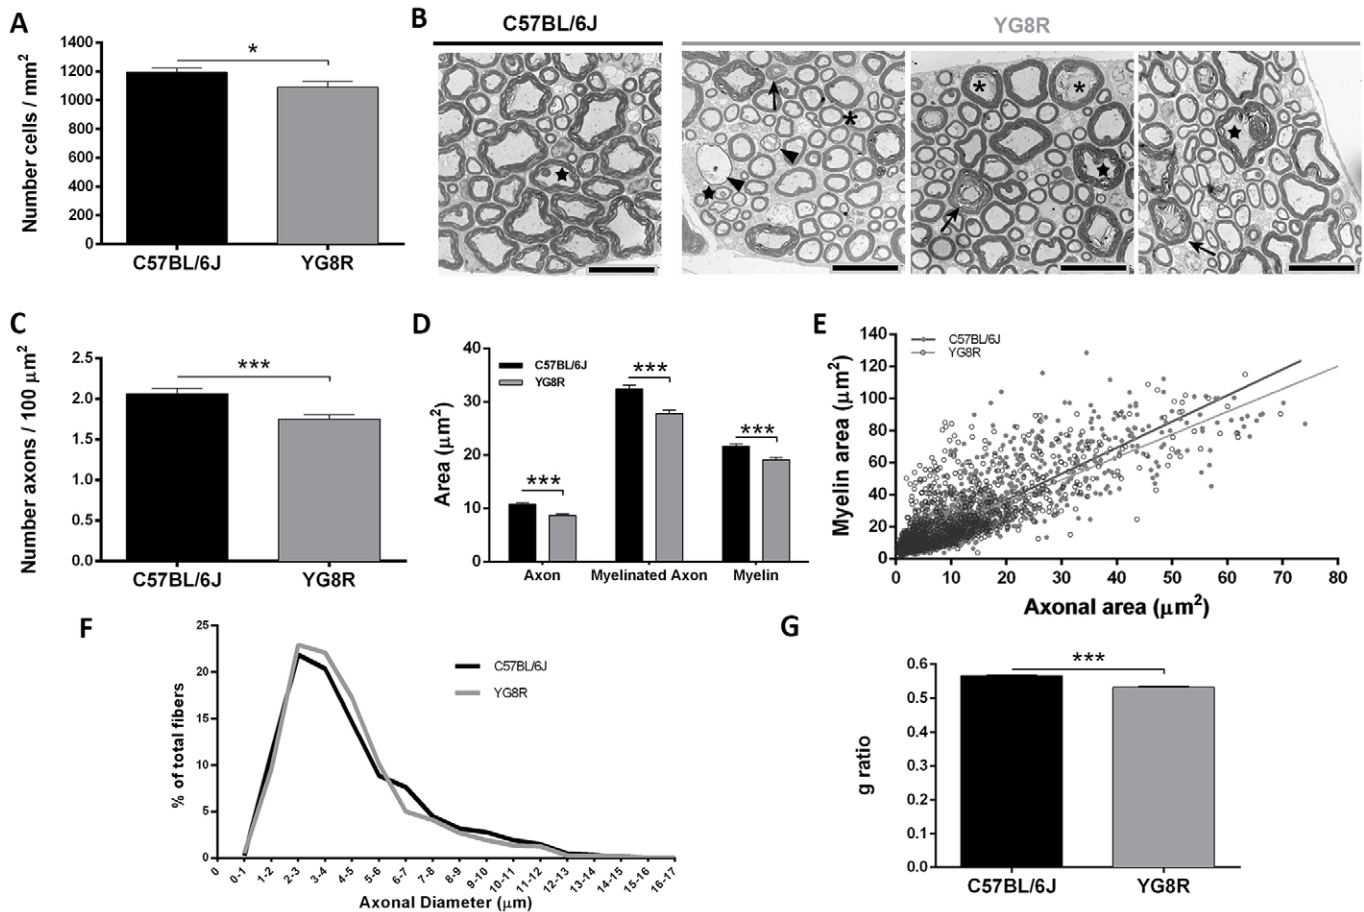 A
Number cells / mm²
1400
1200
1000
800
600
400
200
0
*
C57BL/6J
YG8R
B
C57BL/6J
YG8R
*
*
*
C
Number axons / 100 μm²
2.5
2.0
1.5
1.0
0.5
0.0
***
C57BL/6J
YG8R
D
Area (μm²)
40
30
20
10
0
C57BL/6J
YG8R
***
***
***
Axon
Myelinated Axon
Myelin
E
Myelin area (μm²)
140
120
100
80
60
40
20
0
C57BL/6J
YG8R
0 10 20 30 40 50 60 70 80
Axonal area (μm²)
F
% of total fibers
25
20
15
10
5
0
C57BL/6J
YG8R
0 0-1 1-2 2-3 3-4 4-5 5-6 6-7 7-8 8-9 9-10 10-11 11-12 12-13 13-14 14-15 15-16 16-17
Axonal Diameter (μm)
G
g ratio
0.6
0.5
0.4
0.3
0.2
0.1
0.0
***
C57BL/6J
YG8R